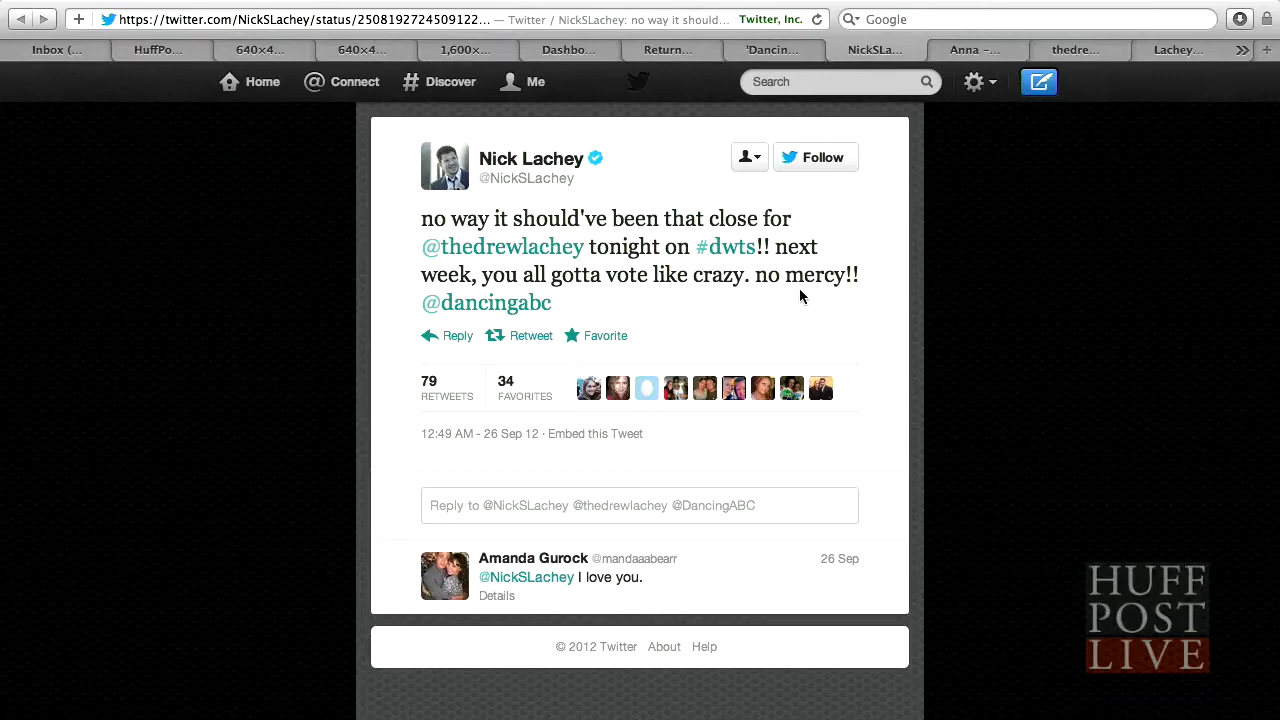 https://twitter.com/NickSLachey/status/2508192724509122... — Twitter / NickSLachey: no way it should... Twitter, Inc. Google
Inbox (... HuffPo... 640×4... 640×4... 1,600×... Dashbo... Return... 'Dancin... NickSLa... Anna –... thedre... Lachey...
Home Connect Discover Me Search
Nick Lachey
Follow
@NickSLachey
no way it should've been that close for
@thedrewlachey tonight on #dwts!! next
week, you all gotta vote like crazy. no mercy!!
@dancingabc
Reply Retweet Favorite
79 34
RETWEETS FAVORITES
12:49 AM - 26 Sep 12 · Embed this Tweet
Reply to @NickSLachey @thedrewlachey @DancingABC
Amanda Gurock @mandaaabearr 26 Sep
@NickSLachey I love you.
Details
© 2012 Twitter About Help
HUFF
POST
LIVE